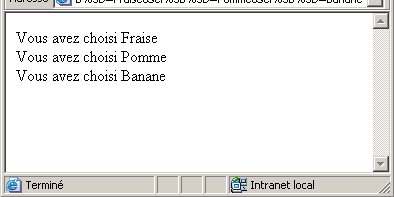 Vous avez choisi Fraise
Vous avez choisi Pomme
Vous avez choisi Banane
Terminé
Intranet local